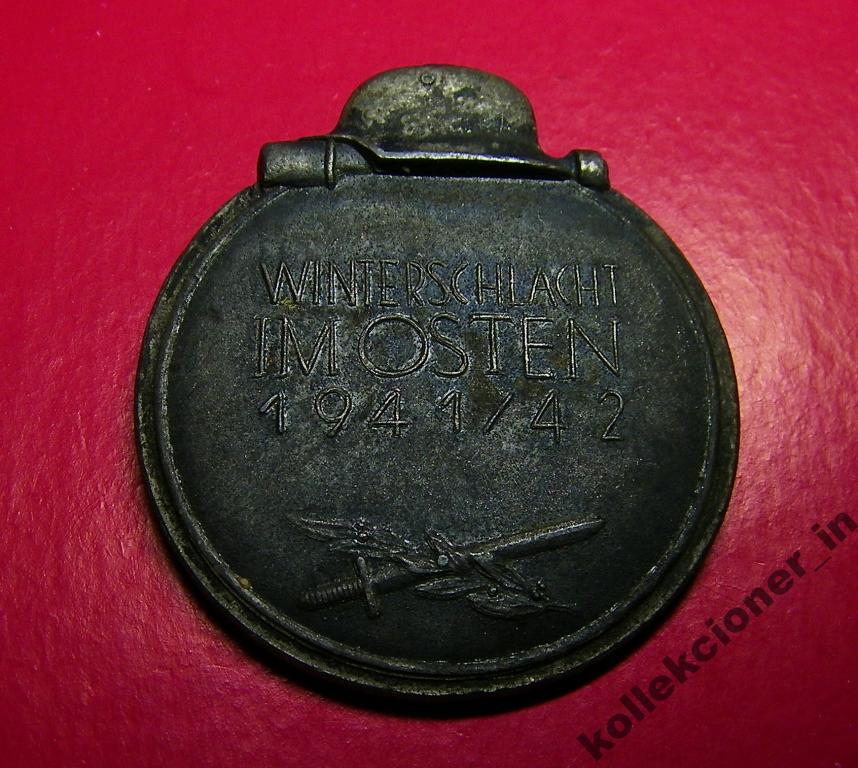 WINTERSCHLACHT
IM OSTEN
1941/42
kollekcioner_in